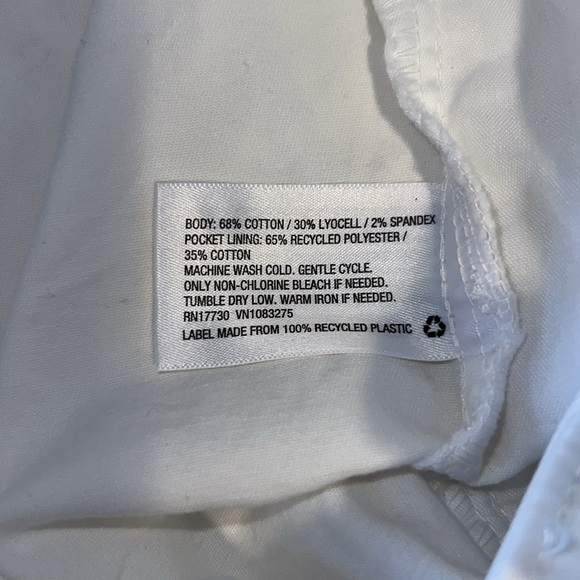 BODY: 68% COTTON / 30% LYOCELL / 2% SPANDEX
POCKET LINING: 65% RECYCLED POLYESTER /
35% COTTON
MACHINE WASH COLD. GENTLE CYCLE.
ONLY NON-CHLORINE BLEACH IF NEEDED.
TUMBLE DRY LOW. WARM IRON IF NEEDED.
RN17730 VN1083275
LABEL MADE FROM 100% RECYCLED PLASTIC